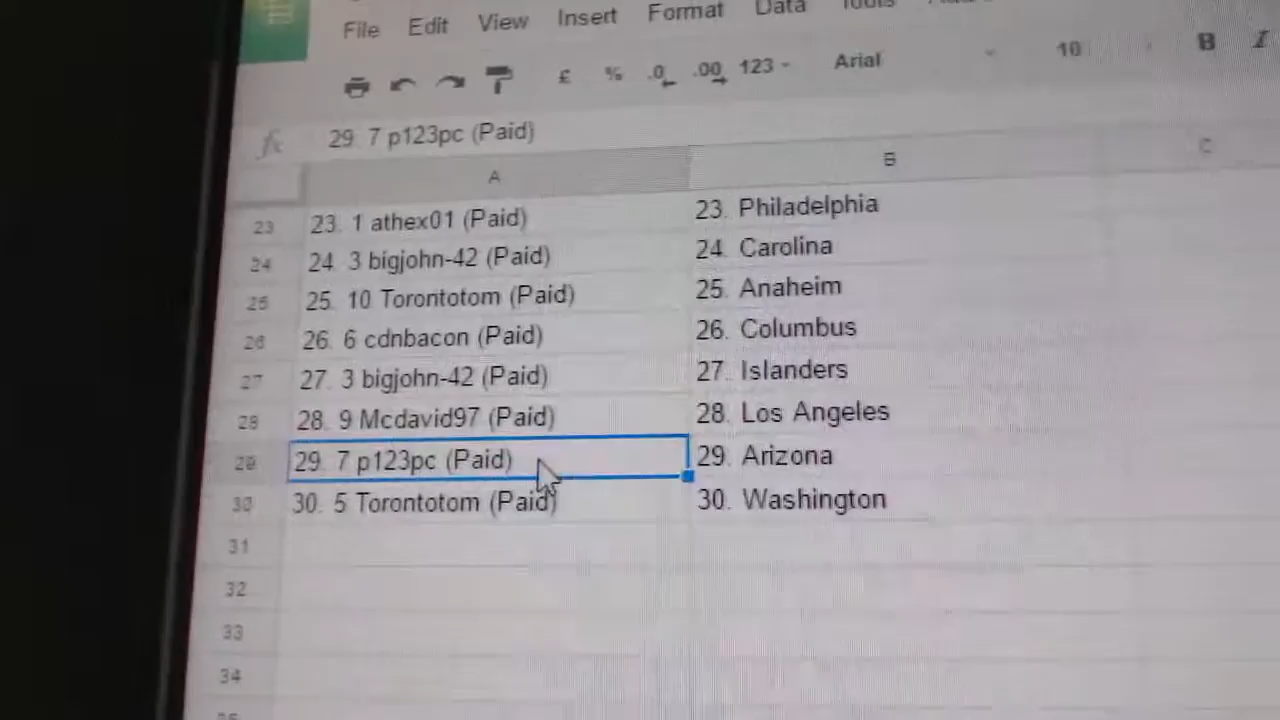 File Edit View Insert Format Data Tools
£ % .0 .00 123 Arial 10 B I
fx 29. 7 p123pc (Paid)
A B C
23 23. 1 athex01 (Paid) 23. Philadelphia
24 24. 3 bigjohn-42 (Paid) 24. Carolina
25 25. 10 Torontotom (Paid) 25. Anaheim
26 26. 6 cdnbacon (Paid) 26. Columbus
27 27. 3 bigjohn-42 (Paid) 27. Islanders
28 28. 9 Mcdavid97 (Paid) 28. Los Angeles
29 29. 7 p123pc (Paid) 29. Arizona
30 30. 5 Torontotom (Paid) 30. Washington
31
32
33
34